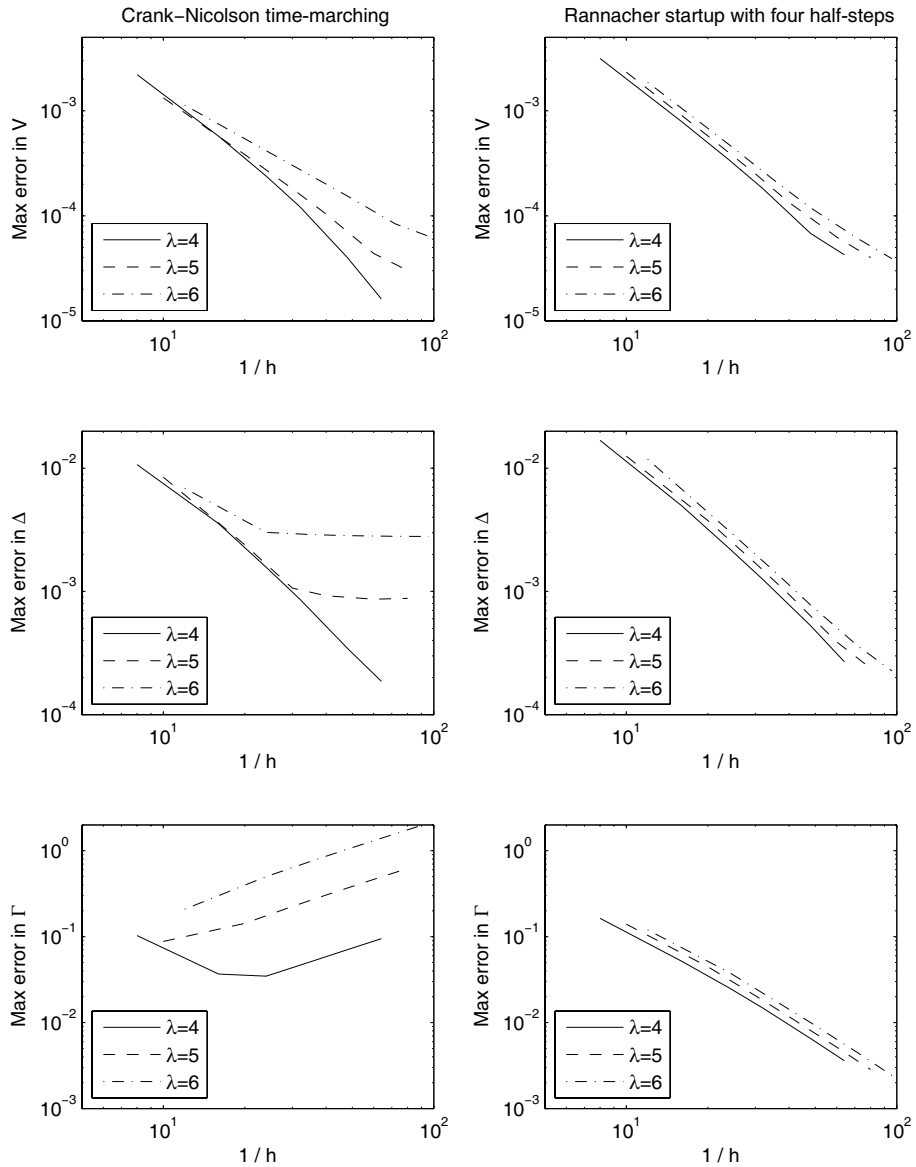 Crank−Nicolson time−marching
Max error in V
10^-3
10^-4
10^-5
λ=4
λ=5
λ=6
10^1
10^2
1 / h
Rannacher startup with four half−steps
Max error in V
10^-3
10^-4
10^-5
λ=4
λ=5
λ=6
10^1
10^2
1 / h
Max error in Δ
10^-2
10^-3
10^-4
λ=4
λ=5
λ=6
10^1
10^2
1 / h
Max error in Δ
10^-2
10^-3
10^-4
λ=4
λ=5
λ=6
10^1
10^2
1 / h
Max error in Γ
10^0
10^-1
10^-2
10^-3
λ=4
λ=5
λ=6
10^1
10^2
1 / h
Max error in Γ
10^0
10^-1
10^-2
10^-3
λ=4
λ=5
λ=6
10^1
10^2
1 / h